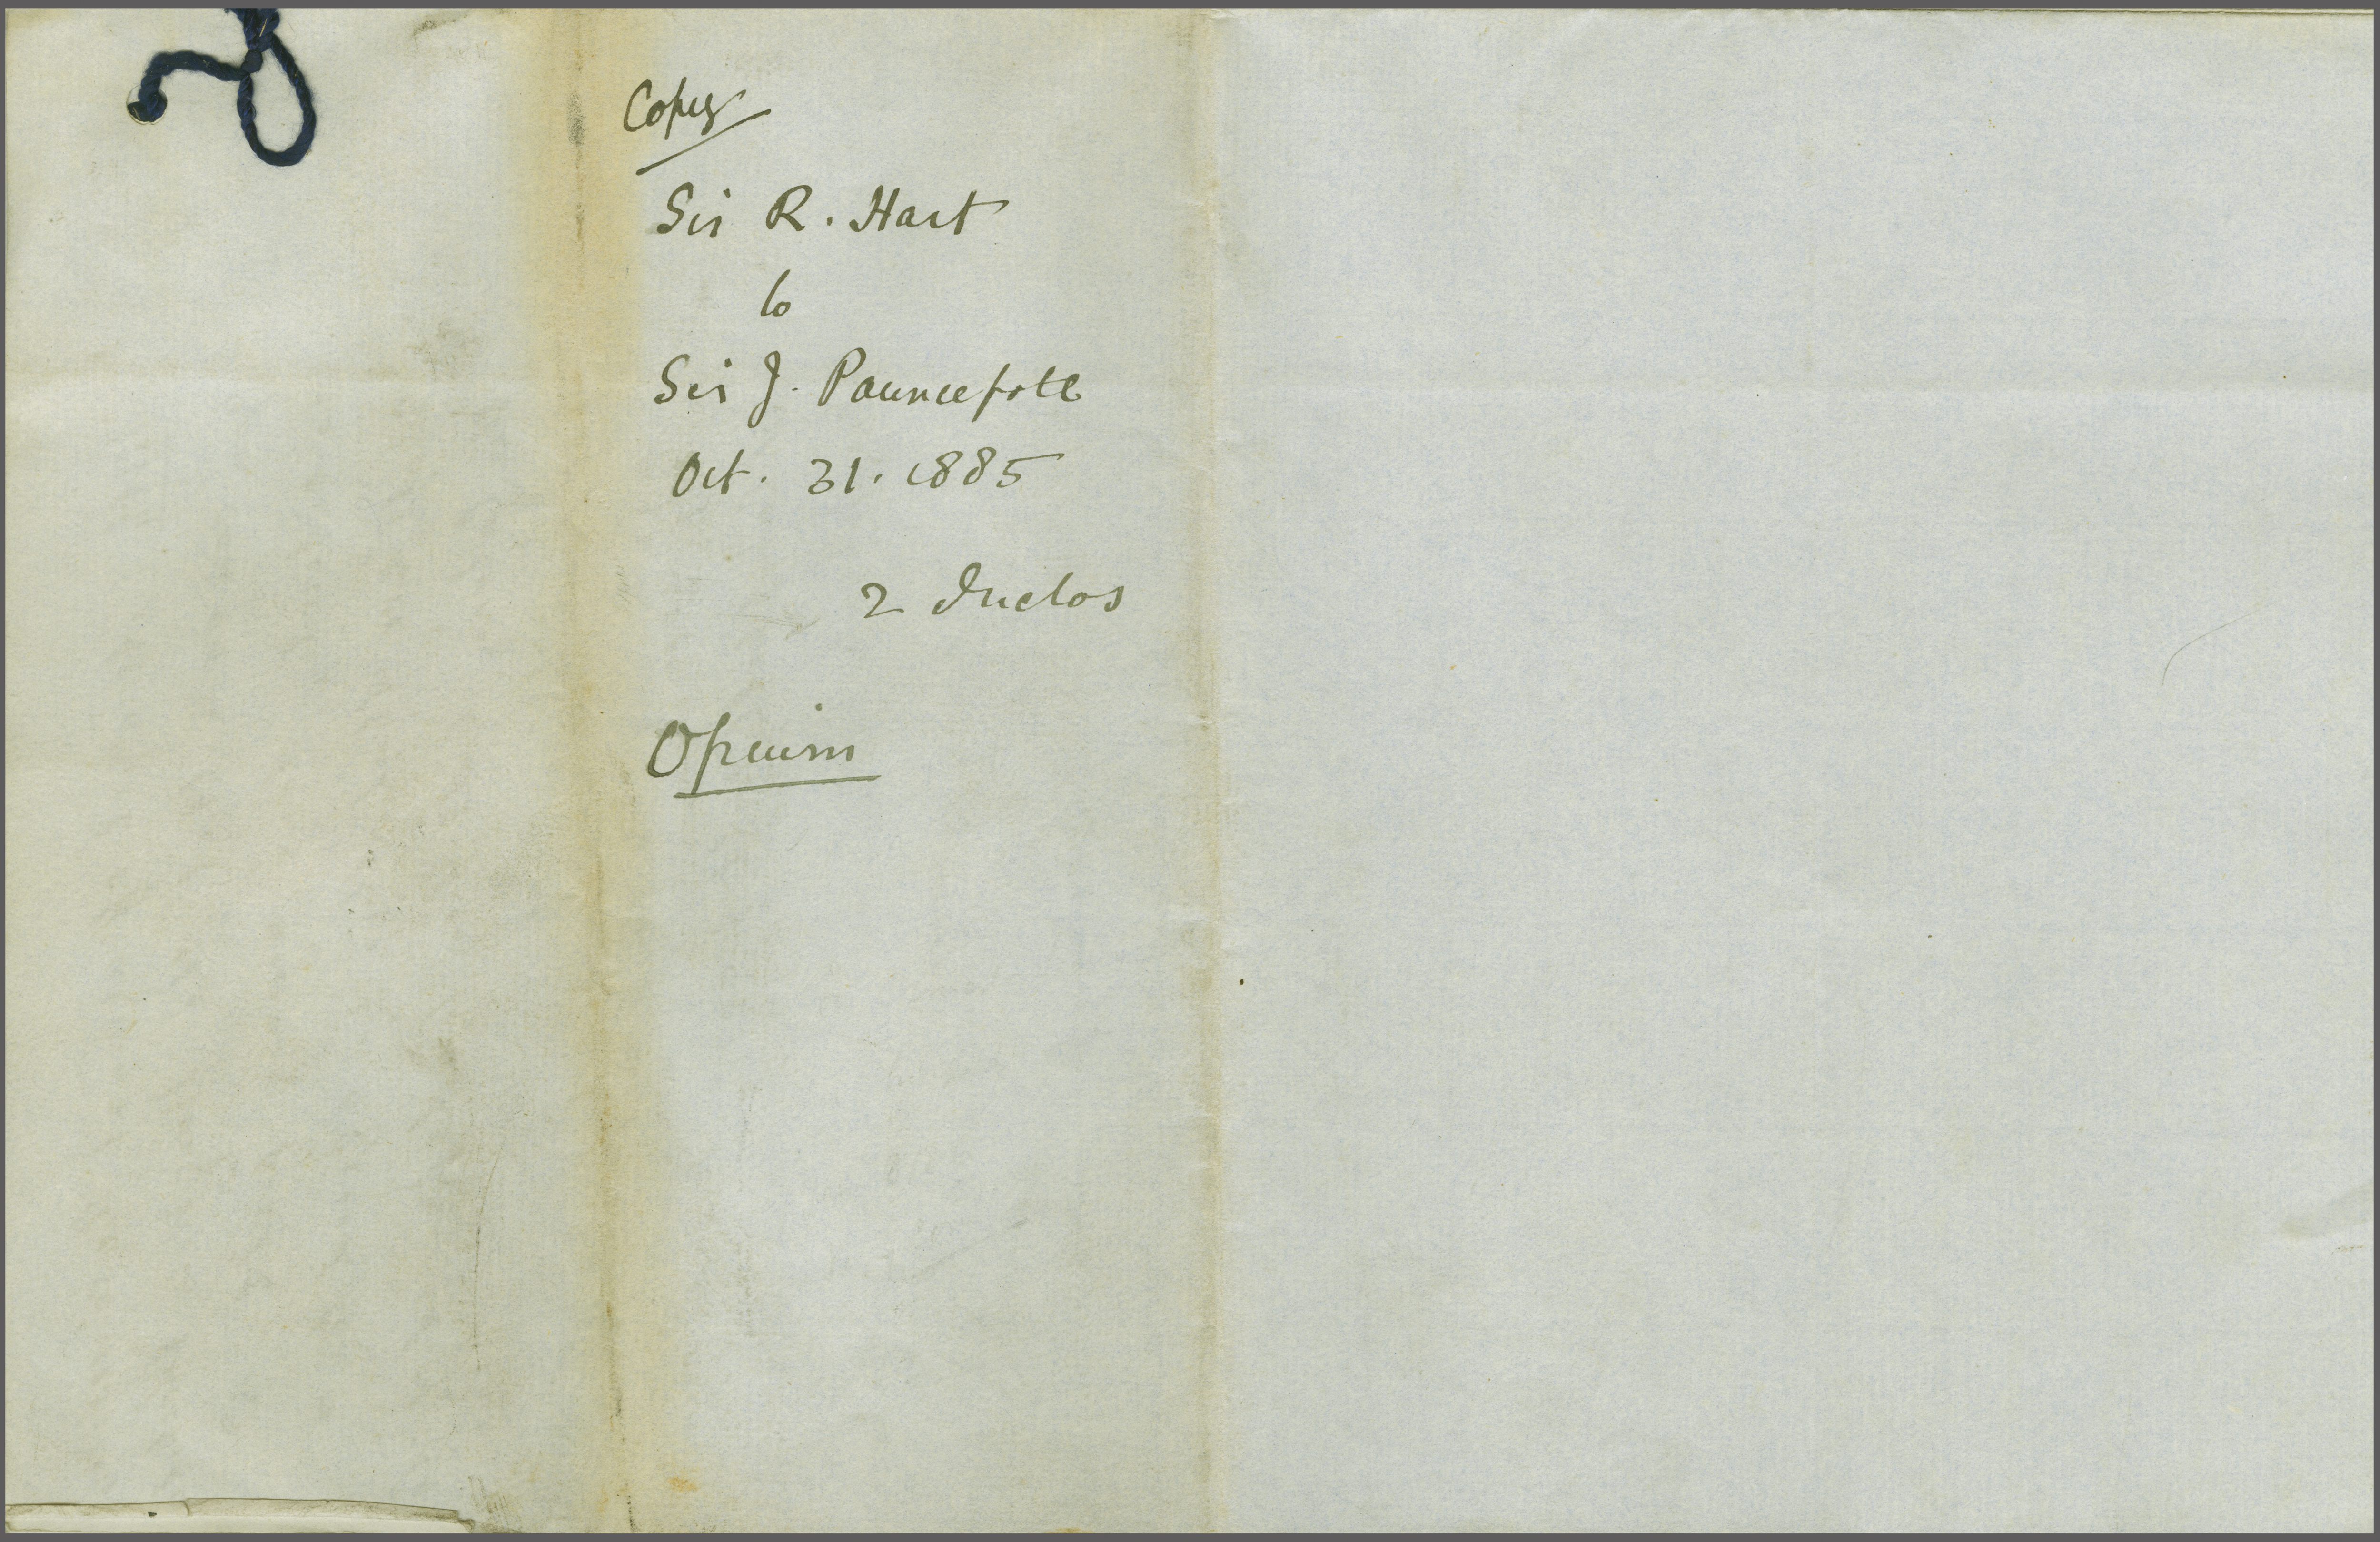 Copy
Sir R. Hart
to
Sir J. Pauncefote
Oct. 31. 1885
2 Inclos
Opium